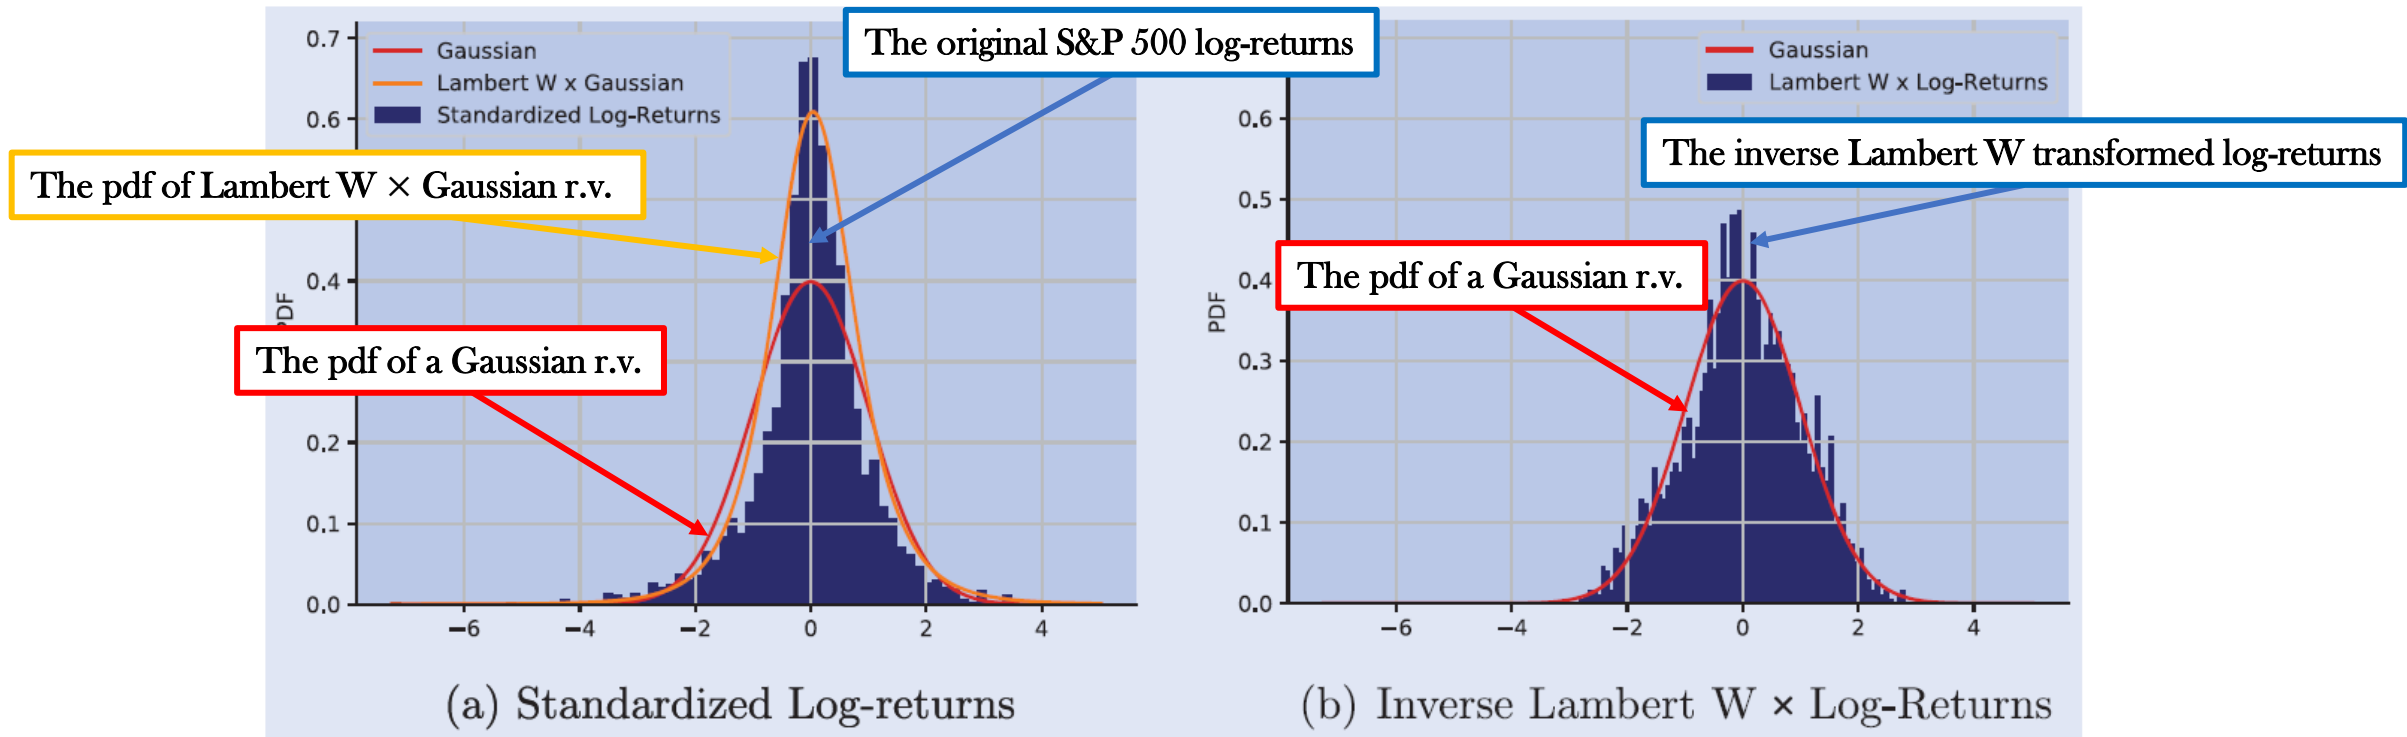 The original S&P 500 log-returns
0.7
Gaussian
Lambert W x Gaussian
Standardized Log-Returns
0.6
The pdf of Lambert W × Gaussian r.v.
0.4
PDF
The pdf of a Gaussian r.v.
0.2
0.1
0.0
−6 −4 −2 0 2 4
(a) Standardized Log-returns
Gaussian
Lambert W x Log-Returns
0.6
The inverse Lambert W transformed log-returns
0.5
0.4
The pdf of a Gaussian r.v.
PDF
0.3
0.2
0.1
0.0
−6 −4 −2 0 2 4
(b) Inverse Lambert W × Log-Returns